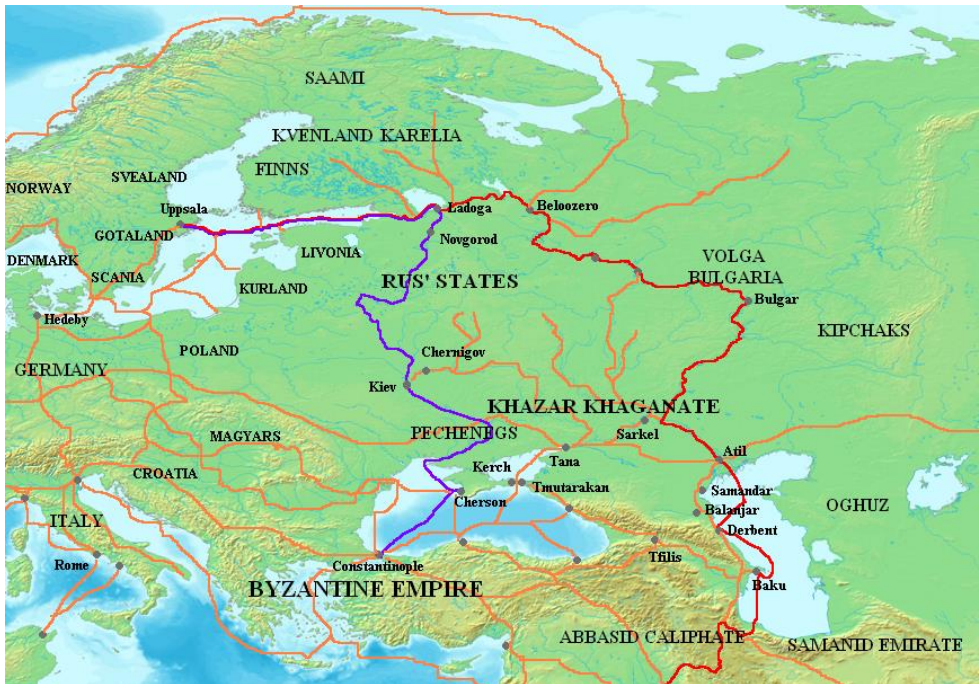 SAAMI
KVENLAND KARELIA
FINNS
SVEALAND
NORWAY
Uppsala
Ladoga
Beloozero
GOTALAND
Novgorod
LIVONIA
DENMARK
SCANIA
VOLGA
BULGARIA
RUS' STATES
KURLAND
Bulgar
Hedeby
KIPCHAKS
POLAND
Chernigov
GERMANY
Kiev
KHAZAR KHAGANATE
Sarkel
PECHENEGS
MAGYARS
Tana
Atil
CROATIA
Kerch
Tmutarakan
Samandar
Cherson
OGHUZ
Balanjar
ITALY
Derbent
Tfilis
Rome
Constantinople
Baku
BYZANTINE EMPIRE
ABBASID CALIPHATE
SAMANID EMIRATE